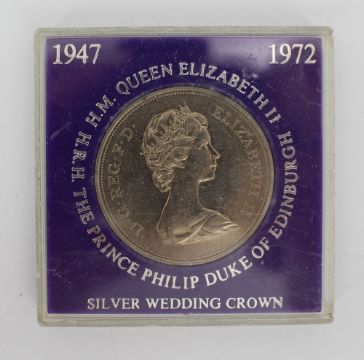 1947 1972
H.M. QUEEN ELIZABETH II
H.R.H. THE PRINCE PHILIP DUKE OF EDINBURGH
D·G·REG·F·D· ELIZABETH II
SILVER WEDDING CROWN